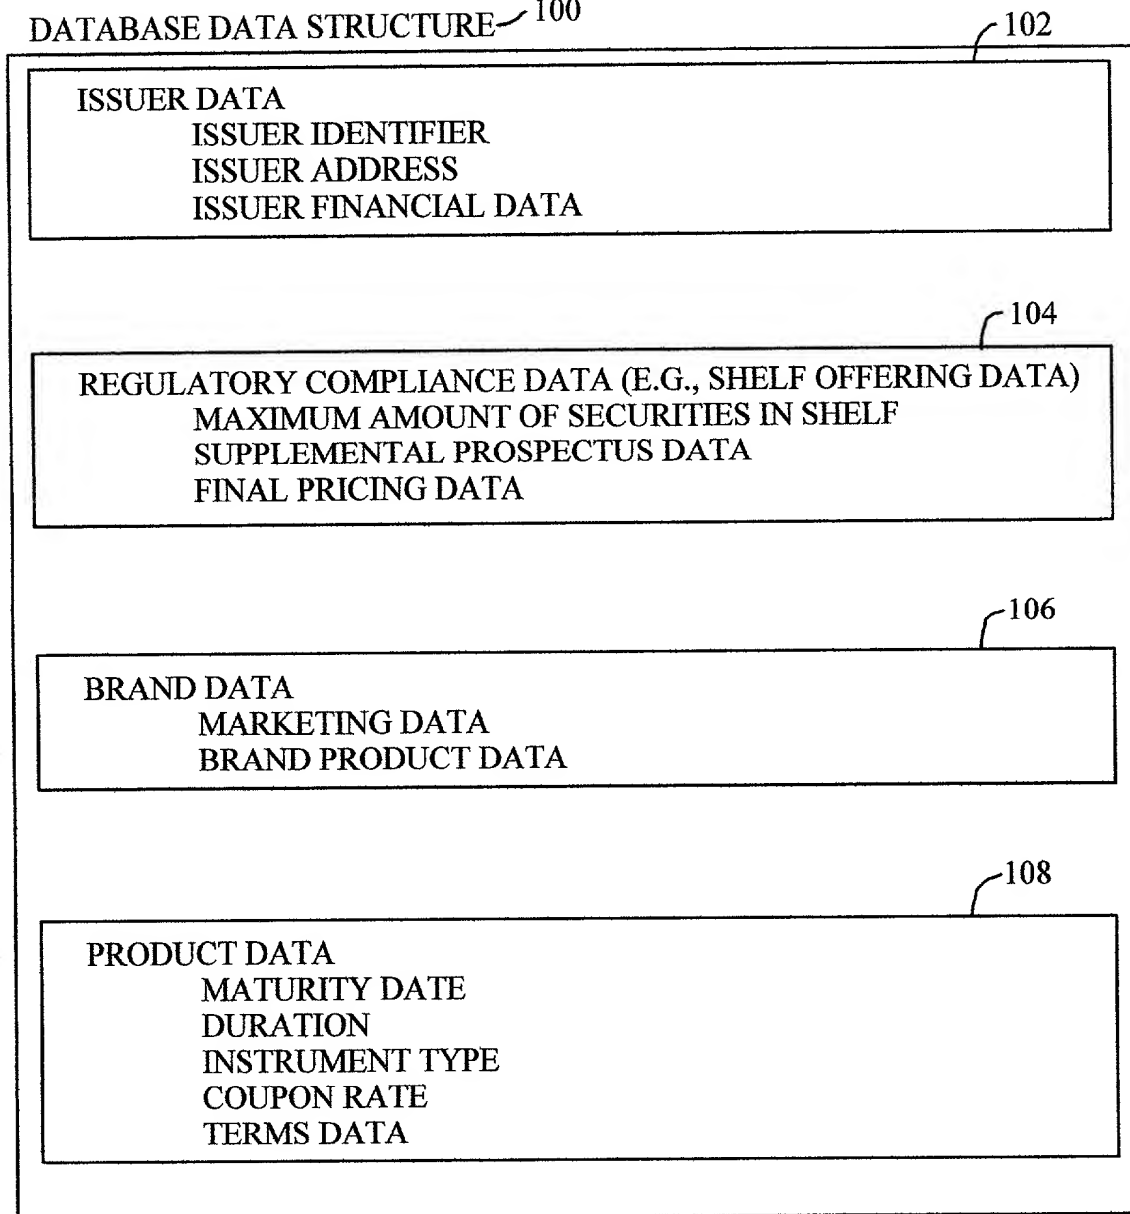 DATABASE DATA STRUCTURE 100
102
ISSUER DATA
ISSUER IDENTIFIER
ISSUER ADDRESS
ISSUER FINANCIAL DATA
104
REGULATORY COMPLIANCE DATA (E.G., SHELF OFFERING DATA)
MAXIMUM AMOUNT OF SECURITIES IN SHELF
SUPPLEMENTAL PROSPECTUS DATA
FINAL PRICING DATA
106
BRAND DATA
MARKETING DATA
BRAND PRODUCT DATA
108
PRODUCT DATA
MATURITY DATE
DURATION
INSTRUMENT TYPE
COUPON RATE
TERMS DATA